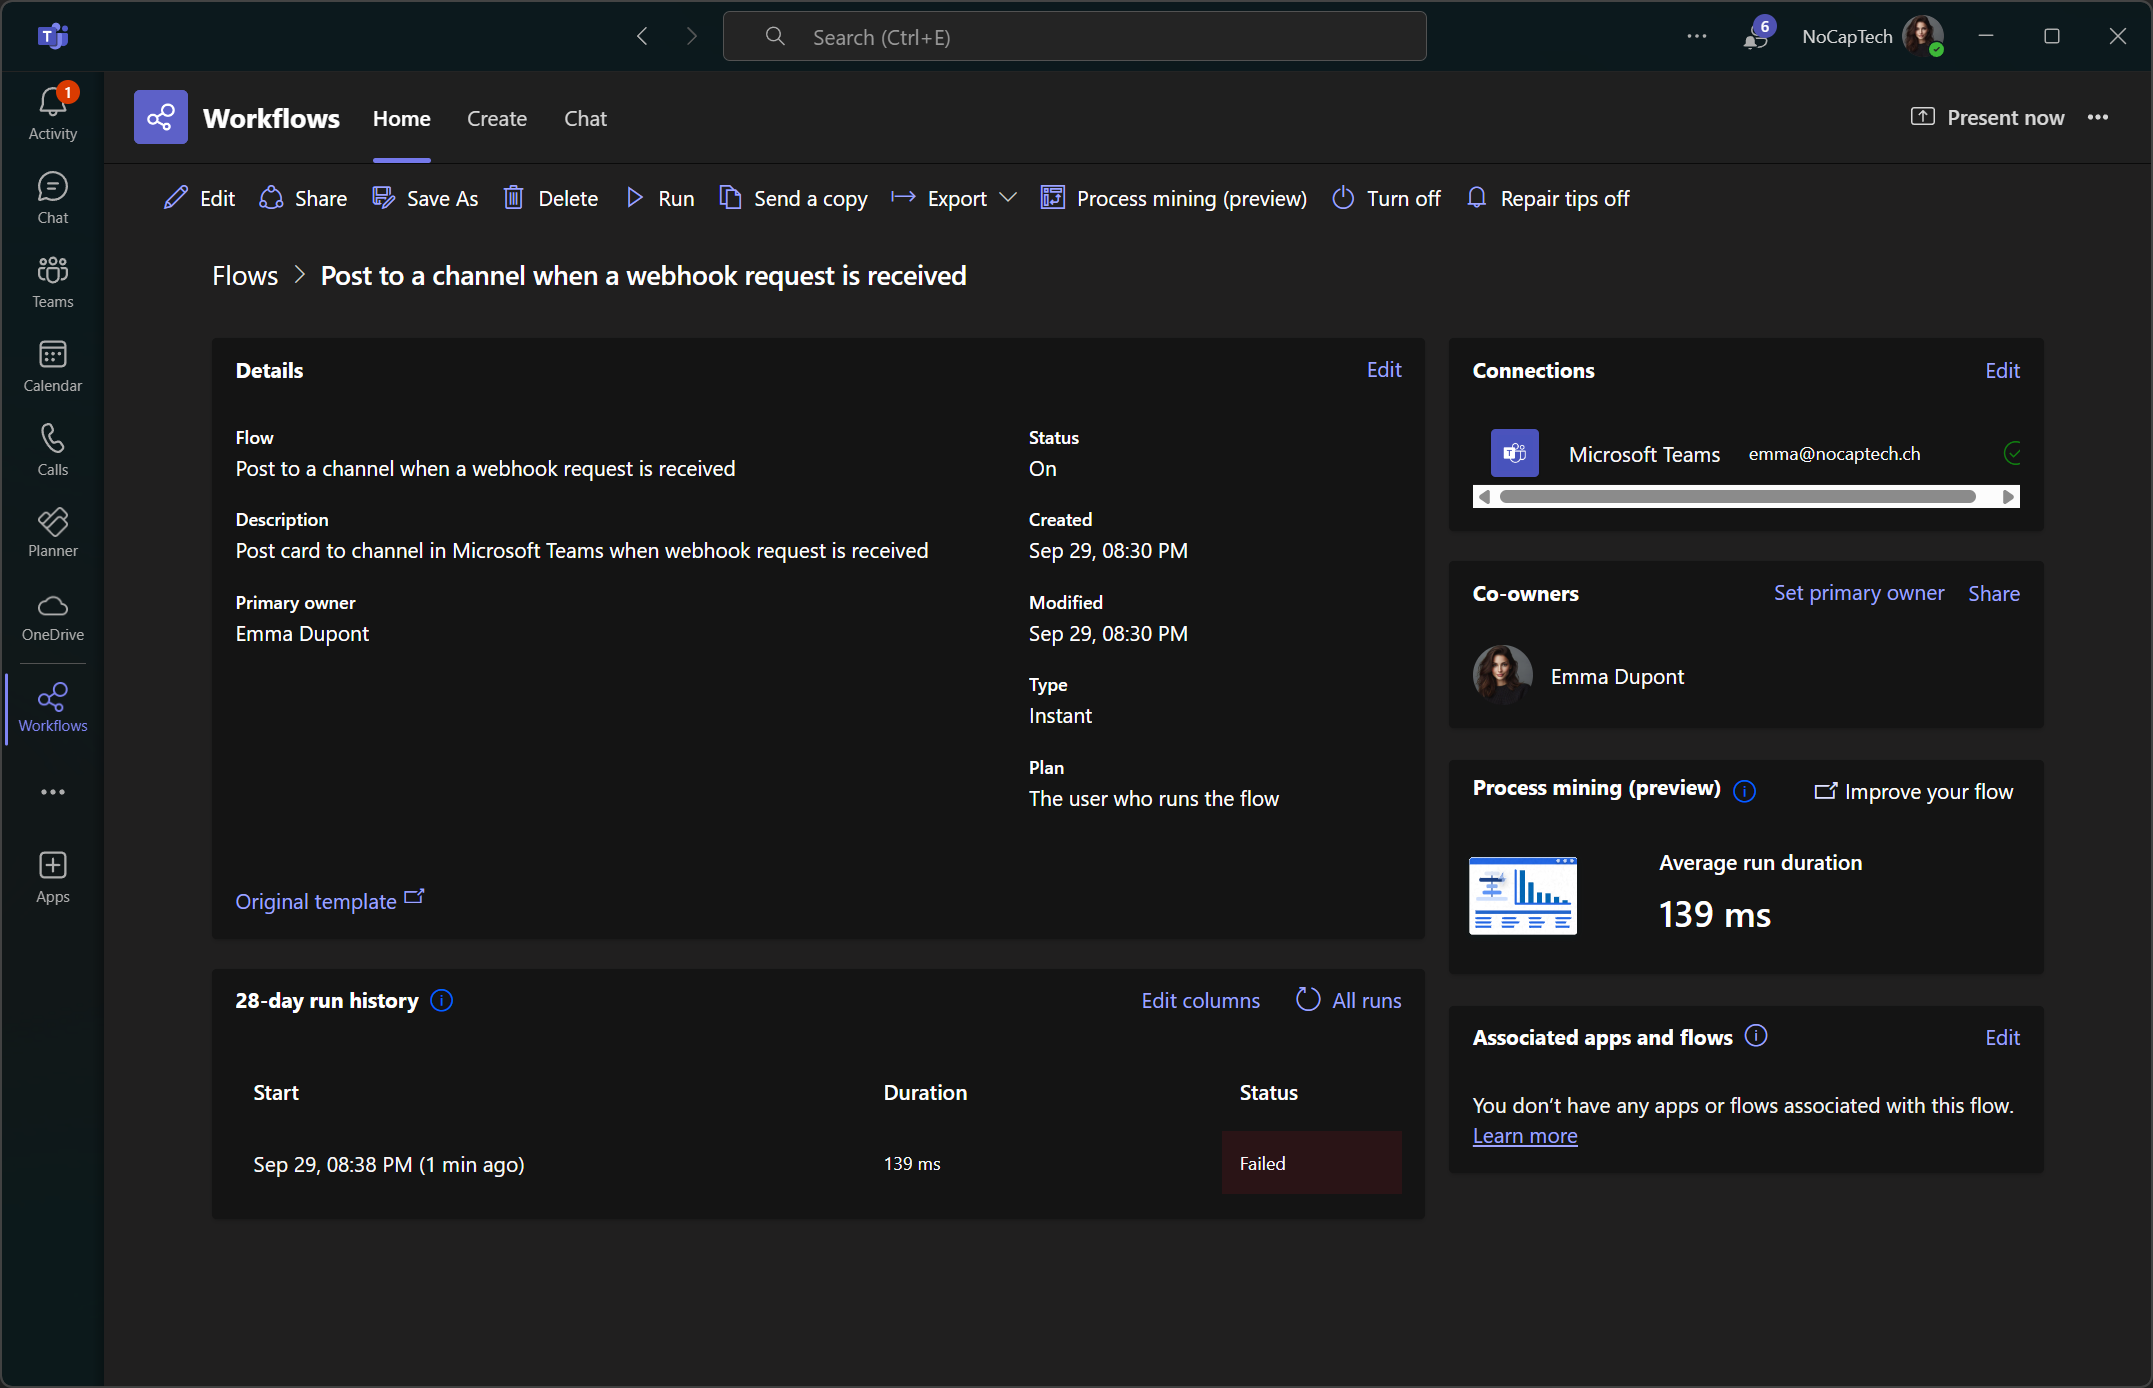 Search (Ctrl+E)
6
NoCapTech
1
Activity
Chat
Teams
Calendar
Calls
Planner
OneDrive
Workflows
Apps
Workflows Home Create Chat
Present now
Edit Share Save As Delete Run Send a copy Export Process mining (preview) Turn off Repair tips off
Flows > Post to a channel when a webhook request is received
Details Edit
Flow
Post to a channel when a webhook request is received
Description
Post card to channel in Microsoft Teams when webhook request is received
Primary owner
Emma Dupont
Status
On
Created
Sep 29, 08:30 PM
Modified
Sep 29, 08:30 PM
Type
Instant
Plan
The user who runs the flow
Original template
28-day run history Edit columns All runs
Start Duration Status
Sep 29, 08:38 PM (1 min ago) 139 ms Failed
Connections Edit
Microsoft Teams emma@nocaptech.ch
Co-owners Set primary owner Share
Emma Dupont
Process mining (preview) Improve your flow
Average run duration
139 ms
Associated apps and flows Edit
You don’t have any apps or flows associated with this flow.
Learn more